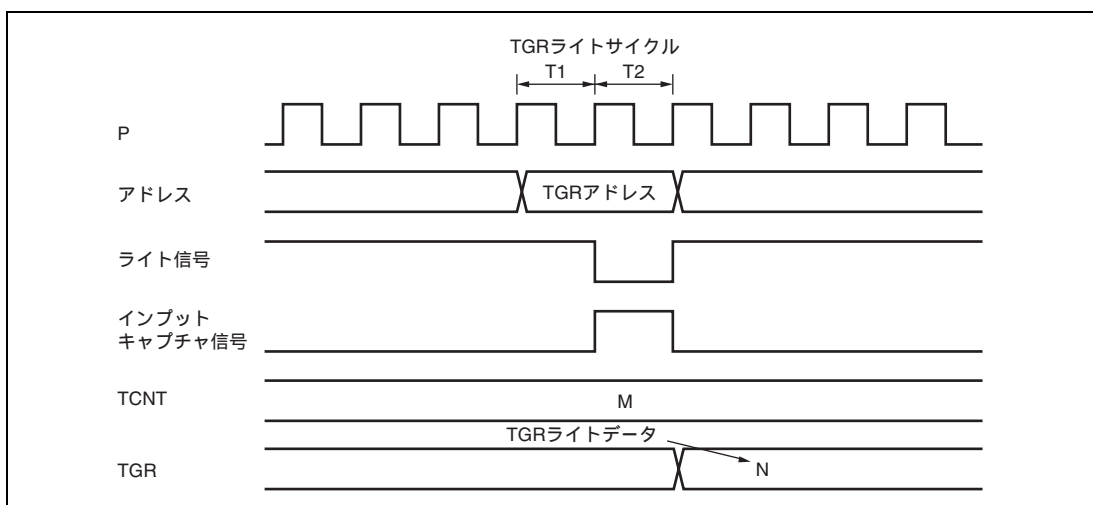 TGRライトサイクル
T1
T2
P
アドレス
TGRアドレス
ライト信号
インプット
キャプチャ信号
TCNT
M
TGRライトデータ
TGR
N